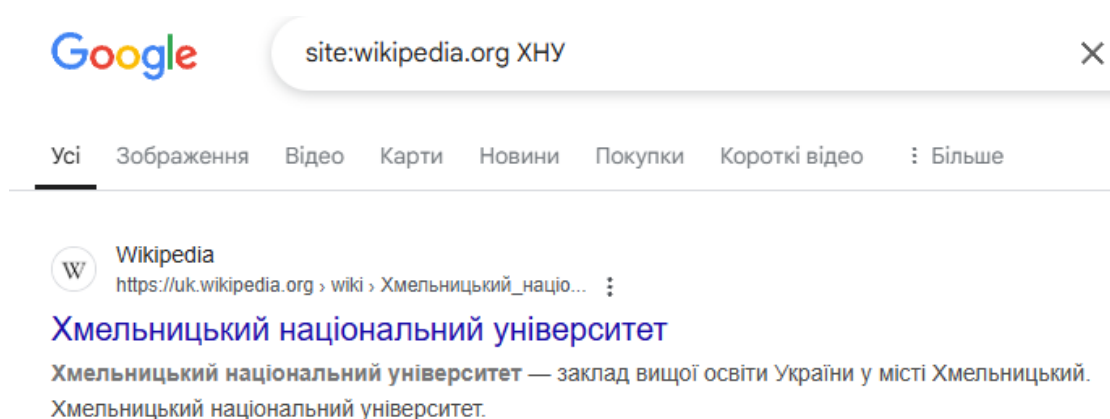 Google
site:wikipedia.org ХНУ
Усі Зображення Відео Карти Новини Покупки Короткі відео Більше
W
Wikipedia
https://uk.wikipedia.org › wiki › Хмельницький_націо...
Хмельницький національний університет
Хмельницький національний університет — заклад вищої освіти України у місті Хмельницький.
Хмельницький національний університет.